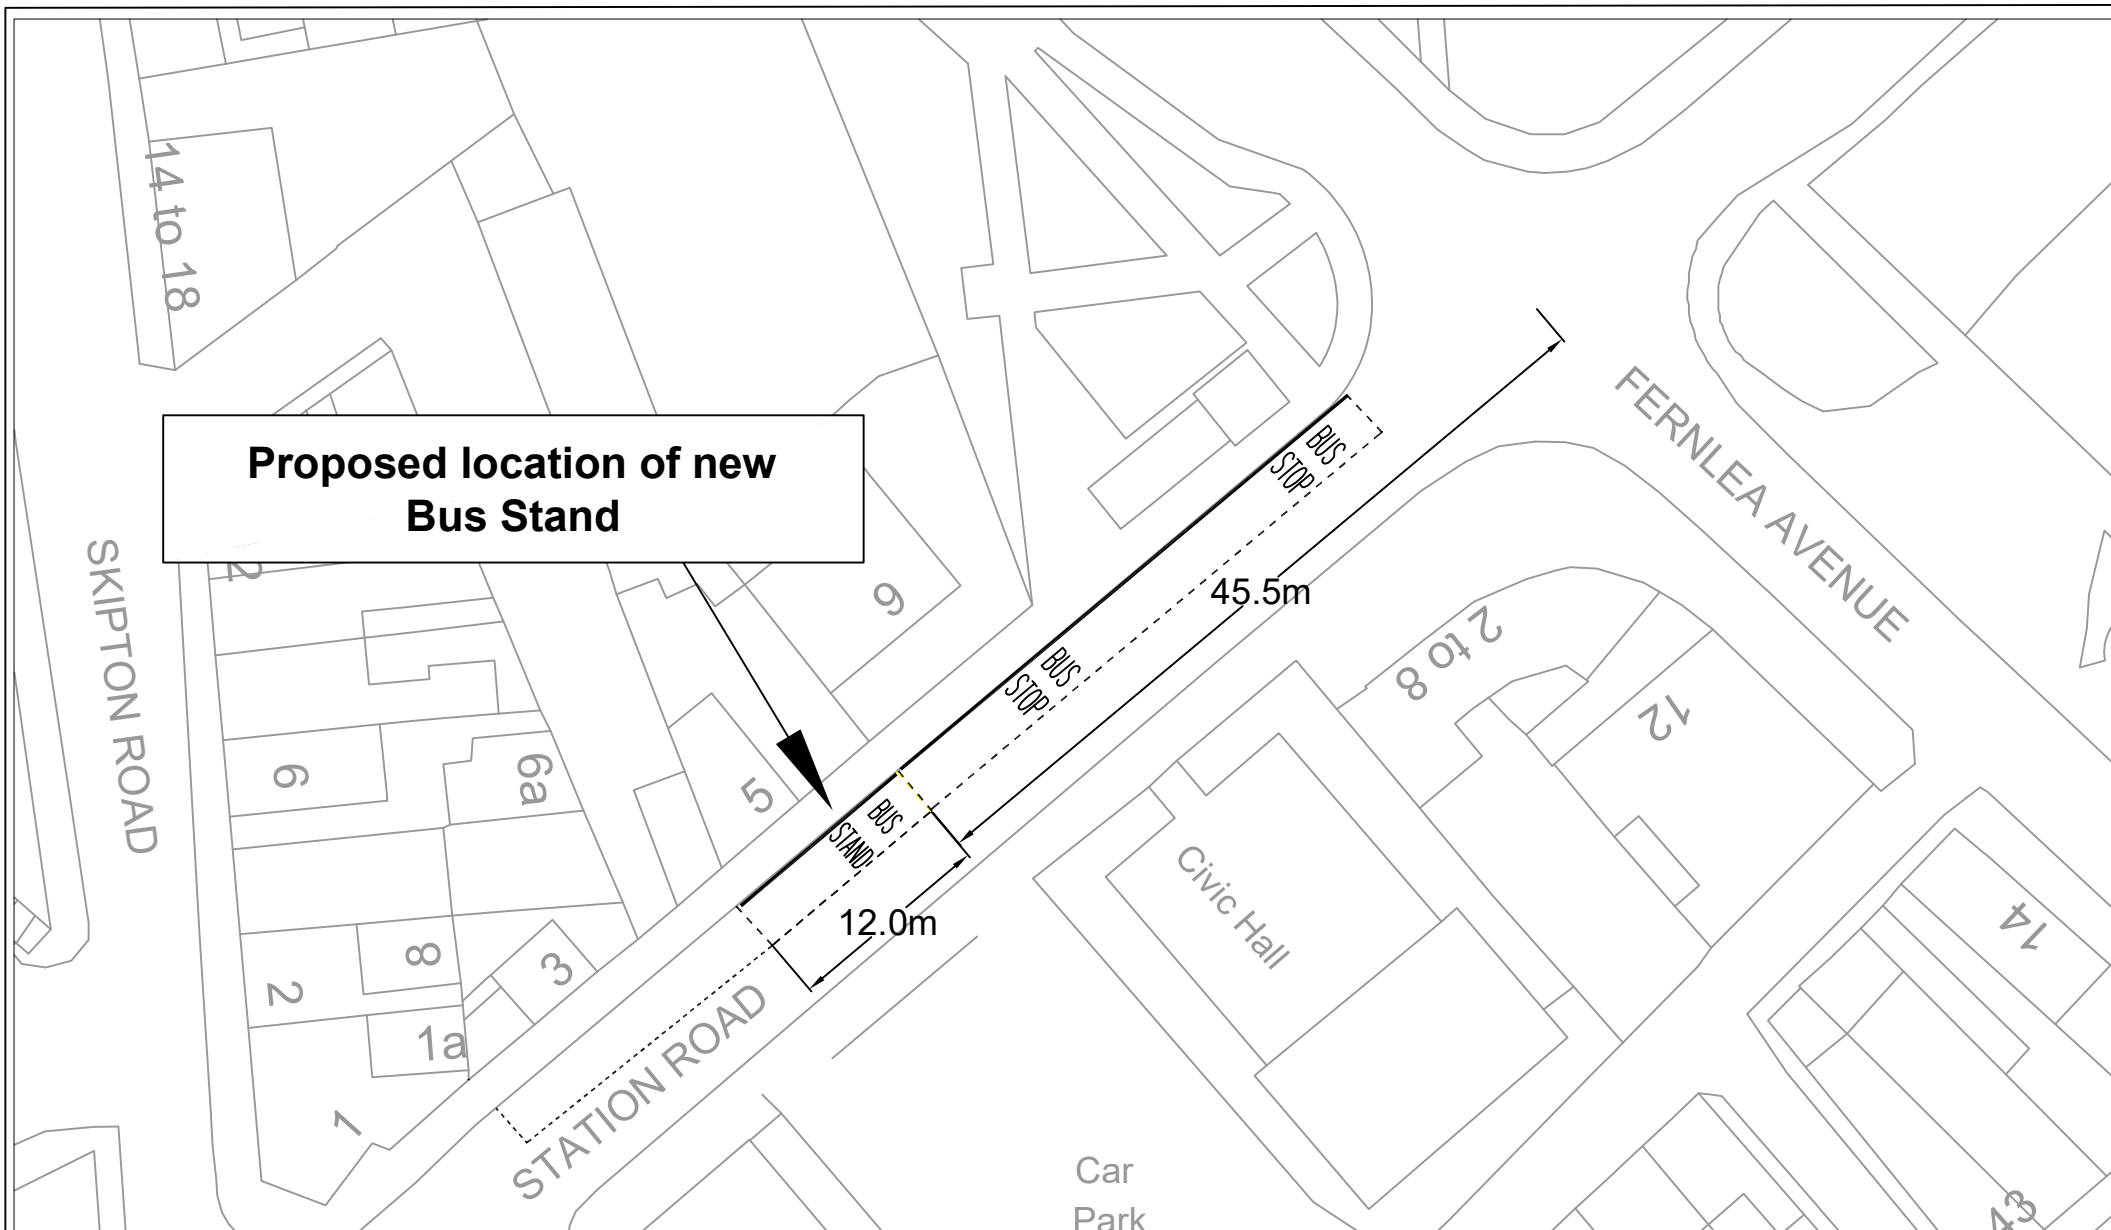 14 to 18
Proposed location of new
Bus Stand
FERNLEA AVENUE
BUS
STOP
45.5m
2
9
SKIPTON ROAD
2 to 8
BUS
STOP
12
6
6a
5
BUS
STAND
Civic Hall
12.0m
14
8
3
2
1a
STATION ROAD
1
Car
Park
43